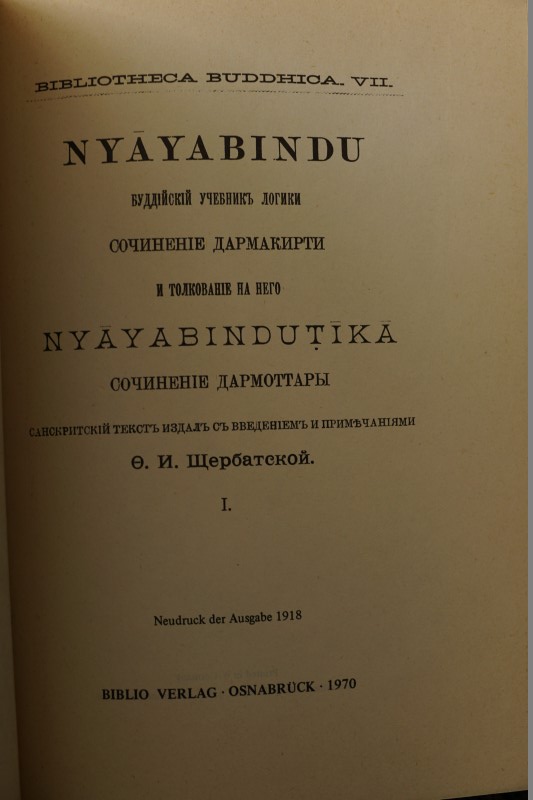 BIBLIOTHECA BUDDHICA. VII.
NYĀYABINDU
БУДДІЙСКІЙ УЧЕБНИКЪ ЛОГИКИ
СОЧИНЕНІЕ ДАРМАКИРТИ
И ТОЛКОВАНІЕ НА НЕГО
NYĀYABINDUṬĪKĀ
СОЧИНЕНІЕ ДАРМОТТАРЫ
САНСКРИТСКІЙ ТЕКСТЪ ИЗДАЛЪ СЪ ВВЕДЕНІЕМЪ И ПРИМѢЧАНІЯМИ
Ѳ. И. Щербатской.
I.
Neudruck der Ausgabe 1918
BIBLIO VERLAG · OSNABRÜCK · 1970